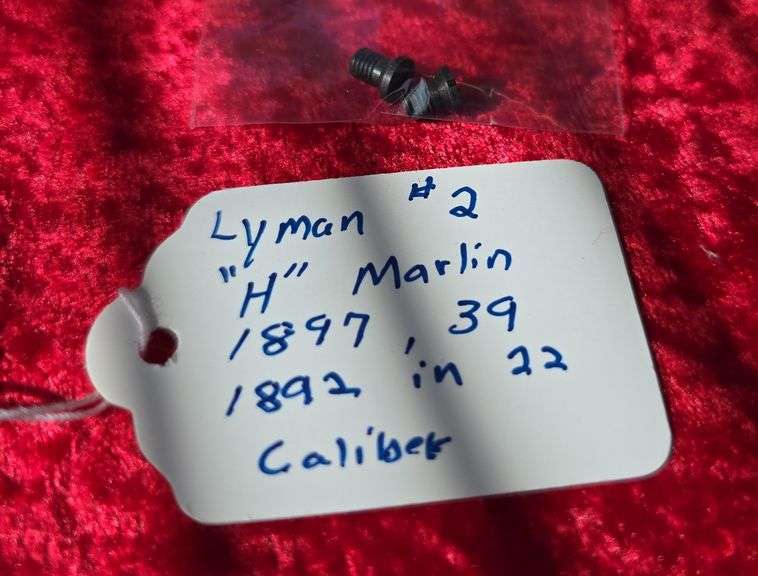 Lyman #2
"H" Marlin
1897, 39
1892 in 22
Caliber